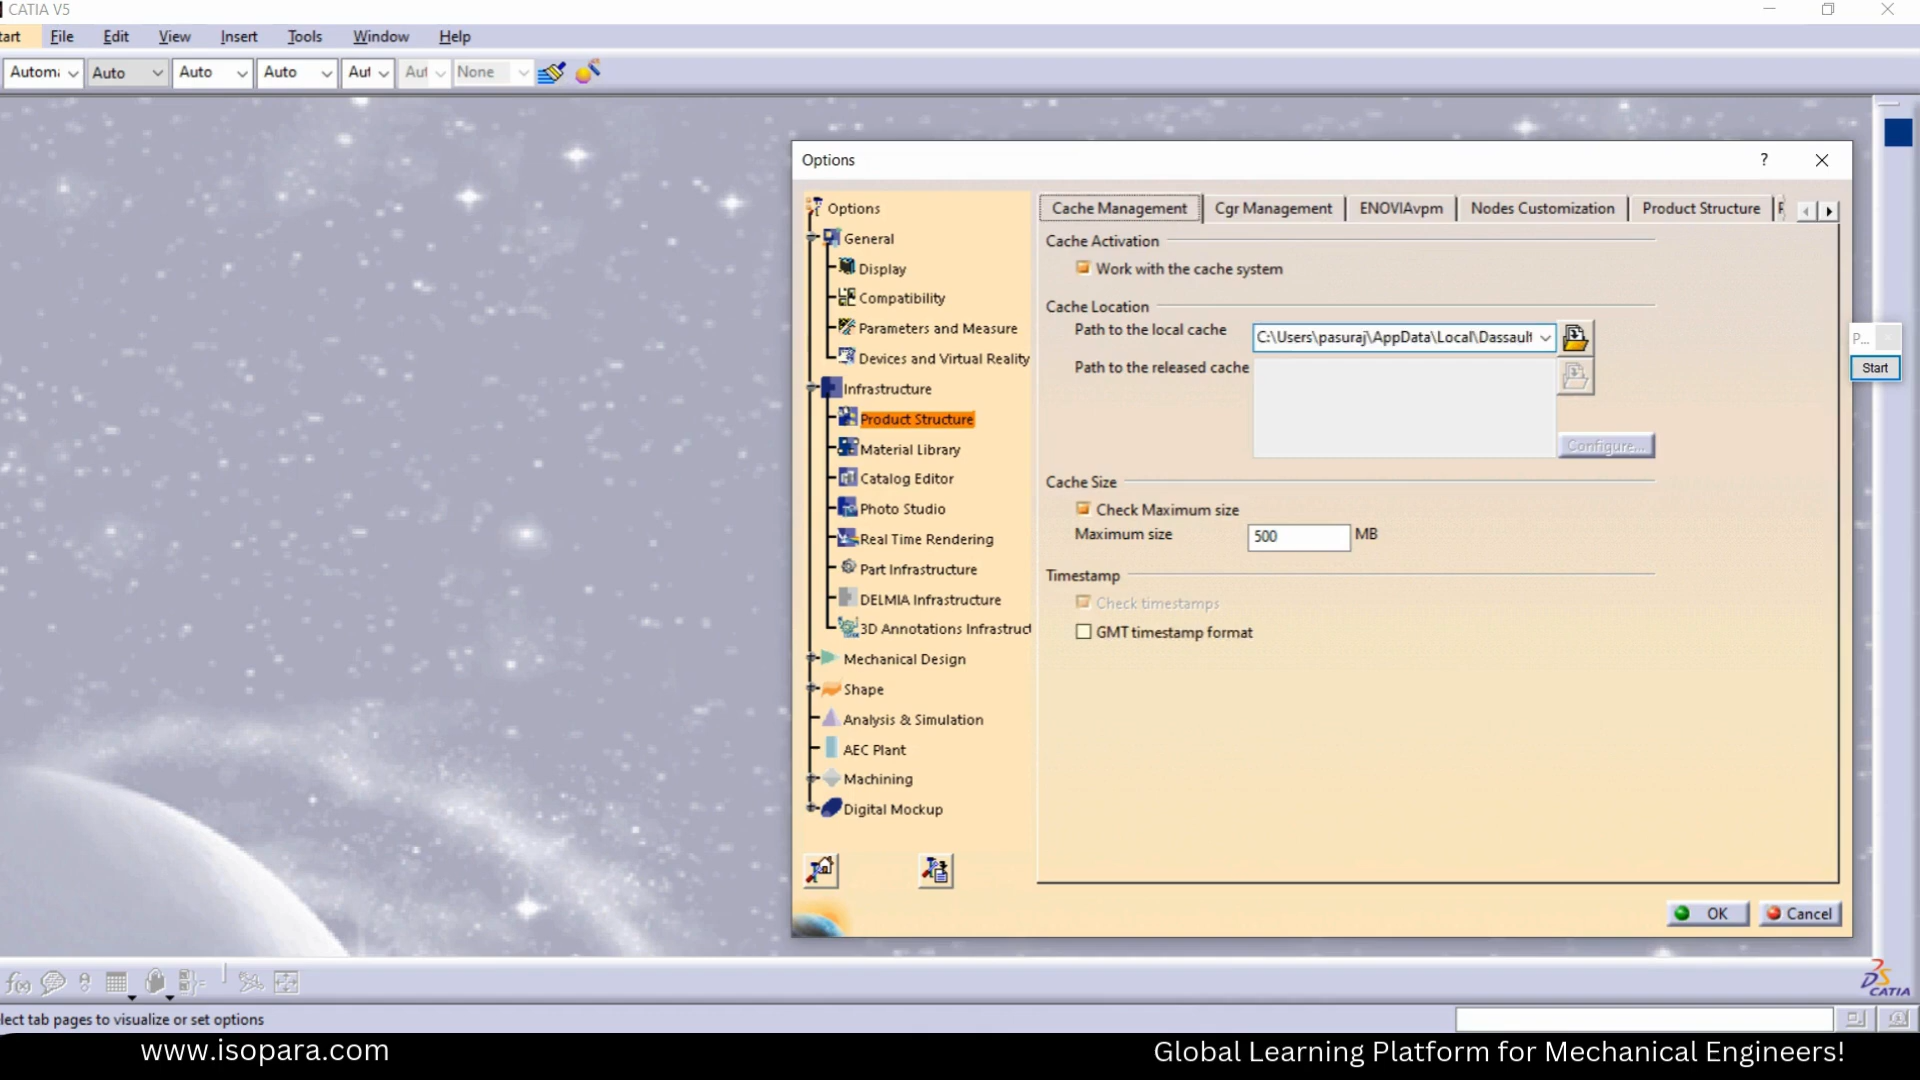 CATIA V5
tart File Edit View Insert Tools Window Help
Automa Auto Auto Auto Aut Aut None
Options ?
Options
General
Display
Compatibility
Parameters and Measure
Devices and Virtual Reality
Infrastructure
Product Structure
Material Library
Catalog Editor
Photo Studio
Real Time Rendering
Part Infrastructure
DELMIA Infrastructure
3D Annotations Infrastruct
Mechanical Design
Shape
Analysis & Simulation
AEC Plant
Machining
Digital Mockup
Cache Management Cgr Management ENOVIAvpm Nodes Customization Product Structure
Cache Activation
Work with the cache system
Cache Location
Path to the local cache C:\Users\pasuraj\AppData\Local\Dassault
Path to the released cache
Configure...
Cache Size
Check Maximum size
Maximum size 500 MB
Timestamp
Check timestamps
GMT timestamp format
OK Cancel
P...
Start
f(x)
DS CATIA
lect tab pages to visualize or set options
www.isopara.com
Global Learning Platform for Mechanical Engineers!